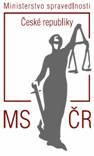 Ministerstvo spravedlnosti
České republiky
MS ČR